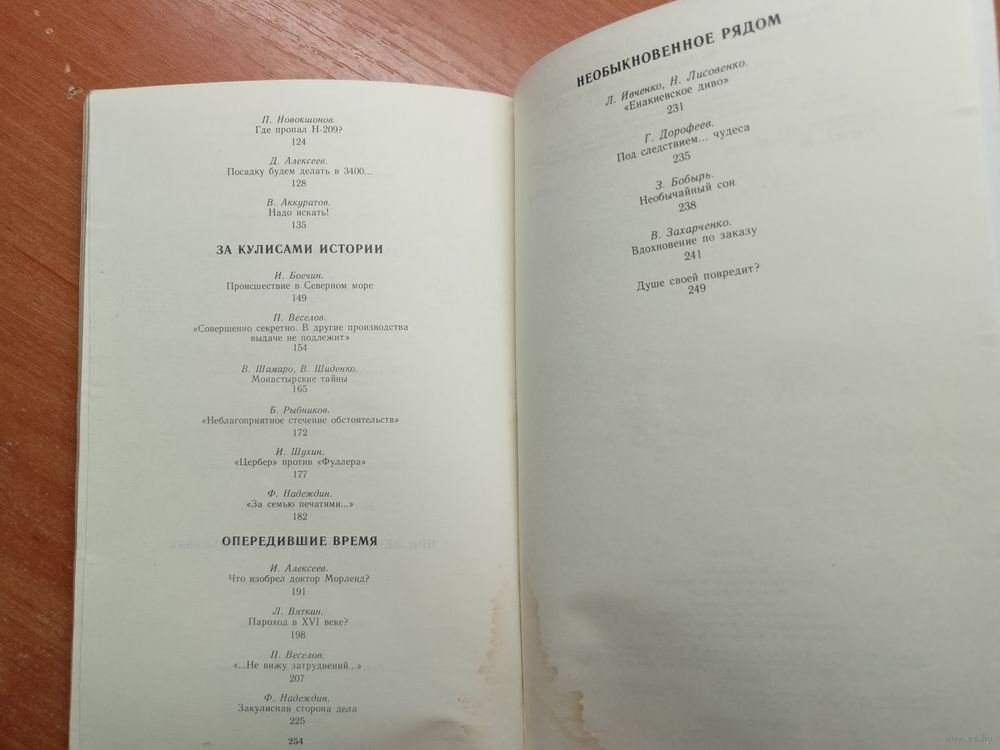 П. Новокшонов.
Где пропал Н-209?
124
Д. Алексеев.
Посадку будем делать в 3400...
128
В. Аккуратов.
Надо искать!
135
ЗА КУЛИСАМИ ИСТОРИИ
И. Боечин.
Происшествие в Северном море
149
П. Веселов.
«Совершенно секретно. В другие производства
выдаче не подлежит»
154
В. Шамаро, В. Шиденко.
Монастырские тайны
165
Б. Рыбников.
«Неблагоприятное стечение обстоятельств»
172
И. Шухин.
«Цербер» против «Фуллера»
177
Ф. Надеждин.
«За семью печатями...»
182
ОПЕРЕДИВШИЕ ВРЕМЯ
И. Алексеев.
Что изобрел доктор Морленд?
191
Л. Вяткин.
Пароход в XVI веке?
198
П. Веселов.
«...Не вижу затруднений...»
207
Ф. Надеждин.
Закулисная сторона дела
225
254
НЕОБЫКНОВЕННОЕ РЯДОМ
Л. Ивченко, Н. Лисовенко.
«Енакиевское диво»
231
Г. Дорофеев.
Под следствием... чудеса
235
З. Бобырь.
Необычайный сон
238
В. Захарченко.
Вдохновение по заказу
241
Душе своей повредит?
249
www.ay.by